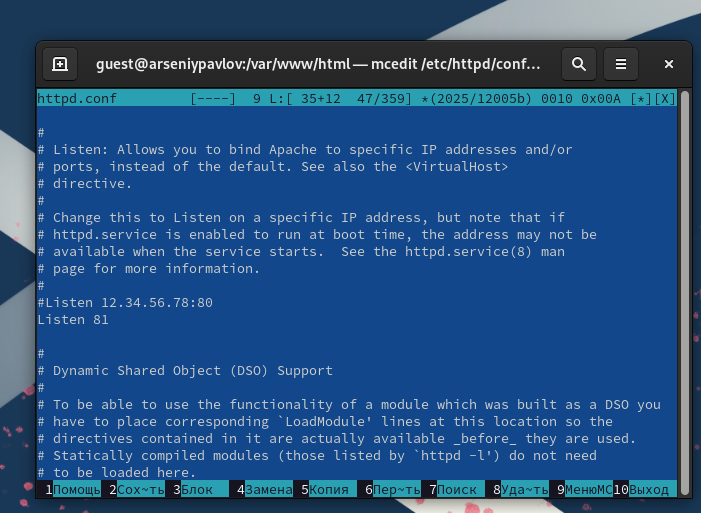 guest@arseniypavlov:/var/www/html — mcedit /etc/httpd/conf...
httpd.conf [----] 9 L:[ 35+12 47/359] *(2025/12005b) 0010 0x00A [*][X]
#
# Listen: Allows you to bind Apache to specific IP addresses and/or
# ports, instead of the default. See also the <VirtualHost>
# directive.
#
# Change this to Listen on a specific IP address, but note that if
# httpd.service is enabled to run at boot time, the address may not be
# available when the service starts.  See the httpd.service(8) man
# page for more information.
#
#Listen 12.34.56.78:80
Listen 81
#
# Dynamic Shared Object (DSO) Support
#
# To be able to use the functionality of a module which was built as a DSO you
# have to place corresponding `LoadModule' lines at this location so the
# directives contained in it are actually available _before_ they are used.
# Statically compiled modules (those listed by `httpd -l') do not need
# to be loaded here.
1Помощь 2Сох~ть 3Блок 4Замена 5Копия 6Пер~ть 7Поиск 8Уда~ть 9МенюMC 10Выход